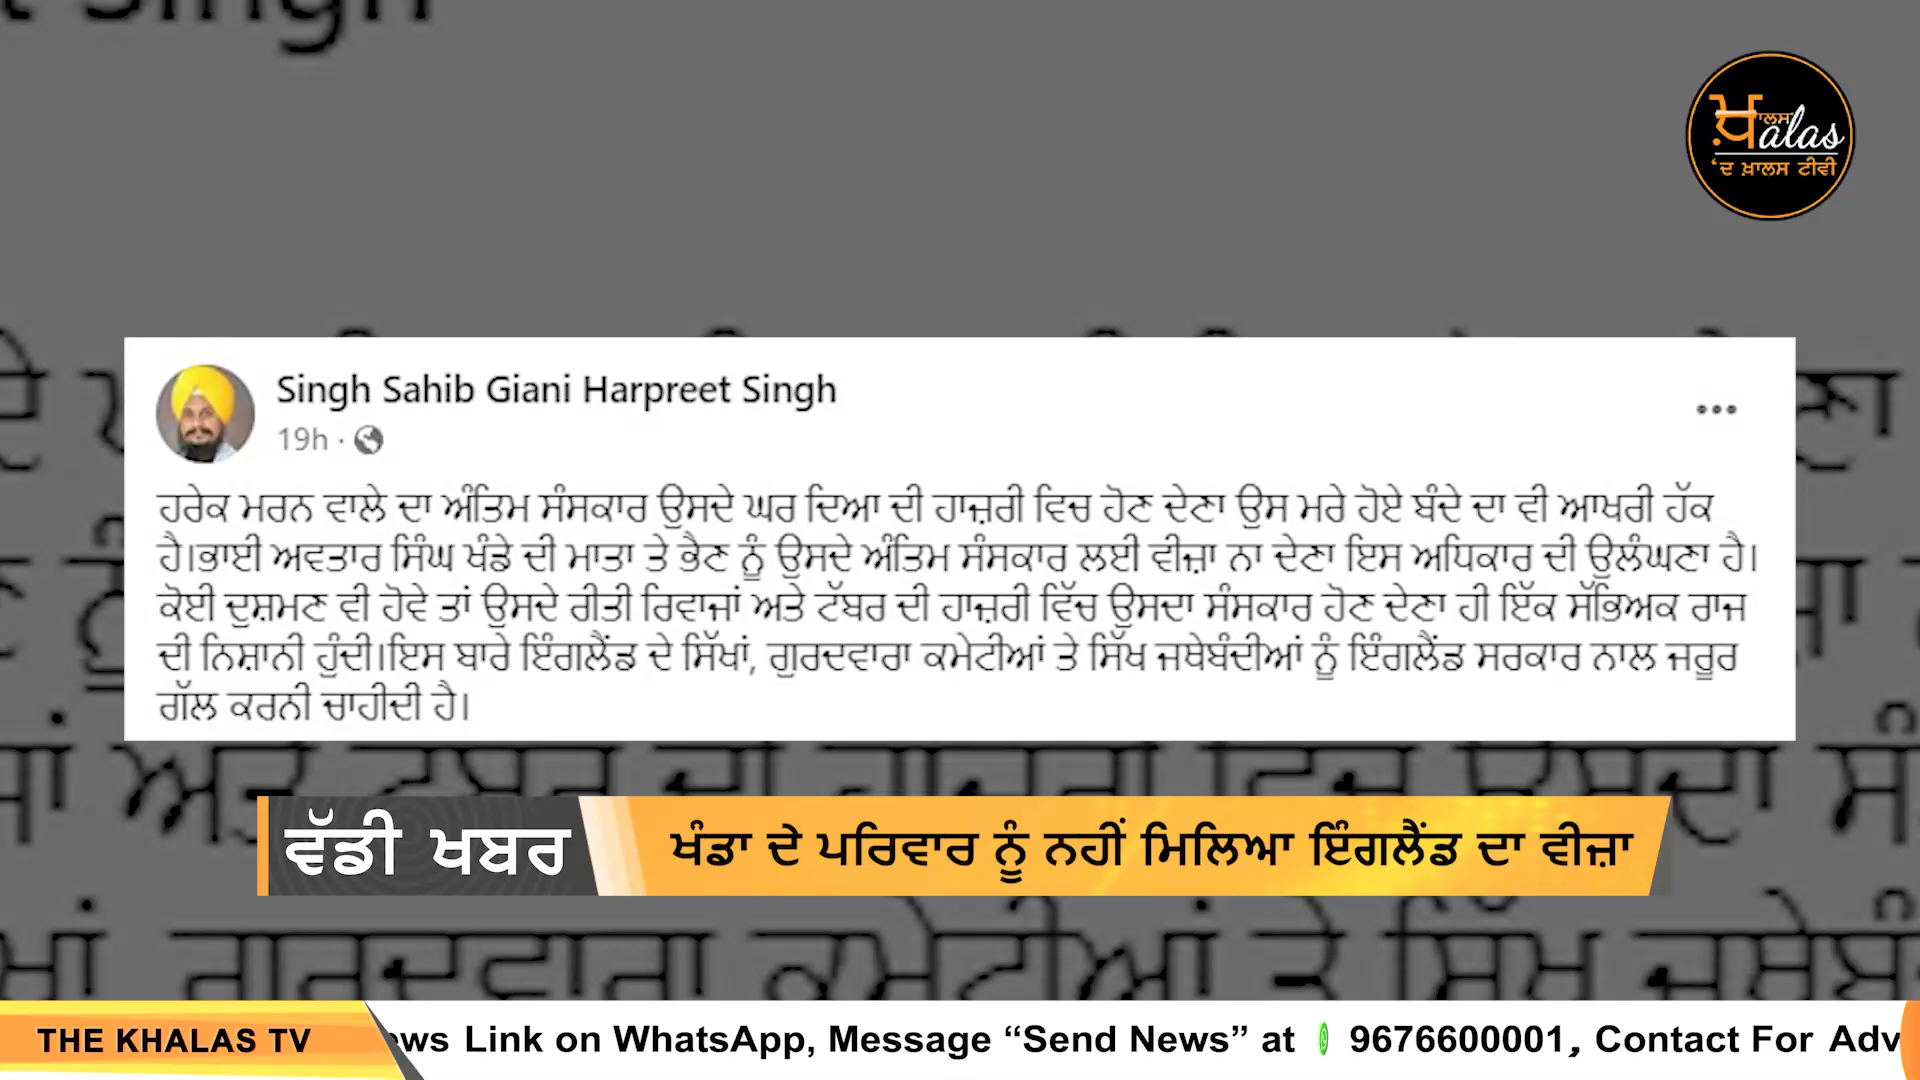 ਖ਼ਾਲਸ
alas
‘ਦ ਖ਼ਾਲਸ ਟੀਵੀ
Singh Sahib Giani Harpreet Singh
19h ·
ਹਰੇਕ ਮਰਨ ਵਾਲੇ ਦਾ ਅੰਤਿਮ ਸੰਸਕਾਰ ਉਸਦੇ ਘਰ ਦਿਆ ਦੀ ਹਾਜ਼ਰੀ ਵਿਚ ਹੋਣ ਦੇਣਾ ਉਸ ਮਰੇ ਹੋਏ ਬੰਦੇ ਦਾ ਵੀ ਆਖਰੀ ਹੱਕ
ਹੈ।ਭਾਈ ਅਵਤਾਰ ਸਿੰਘ ਖੰਡੇ ਦੀ ਮਾਤਾ ਤੇ ਭੈਣ ਨੂੰ ਉਸਦੇ ਅੰਤਿਮ ਸੰਸਕਾਰ ਲਈ ਵੀਜ਼ਾ ਨਾ ਦੇਣਾ ਇਸ ਅਧਿਕਾਰ ਦੀ ਉਲੰਘਣਾ ਹੈ।
ਕੋਈ ਦੁਸ਼ਮਣ ਵੀ ਹੋਵੇ ਤਾਂ ਉਸਦੇ ਰੀਤੀ ਰਿਵਾਜਾਂ ਅਤੇ ਟੱਬਰ ਦੀ ਹਾਜ਼ਰੀ ਵਿੱਚ ਉਸਦਾ ਸੰਸਕਾਰ ਹੋਣ ਦੇਣਾ ਹੀ ਇੱਕ ਸੱਭਿਅਕ ਰਾਜ
ਦੀ ਨਿਸ਼ਾਨੀ ਹੁੰਦੀ।ਇਸ ਬਾਰੇ ਇੰਗਲੈਂਡ ਦੇ ਸਿੱਖਾਂ, ਗੁਰਦਵਾਰਾ ਕਮੇਟੀਆਂ ਤੇ ਸਿੱਖ ਜਥੇਬੰਦੀਆਂ ਨੂੰ ਇੰਗਲੈਂਡ ਸਰਕਾਰ ਨਾਲ ਜਰੂਰ
ਗੱਲ ਕਰਨੀ ਚਾਹੀਦੀ ਹੈ।
ਵੱਡੀ ਖਬਰ
ਖੰਡਾ ਦੇ ਪਰਿਵਾਰ ਨੂੰ ਨਹੀਂ ਮਿਲਿਆ ਇੰਗਲੈਂਡ ਦਾ ਵੀਜ਼ਾ
THE KHALAS TV
ows Link on WhatsApp, Message “Send News” at 9676600001, Contact For Adv